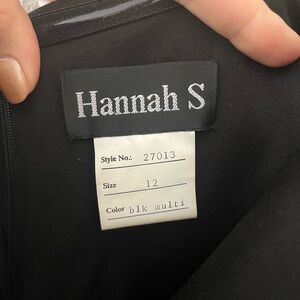 Hannah S
Style No.: 27013
Size 12
Color blk multi